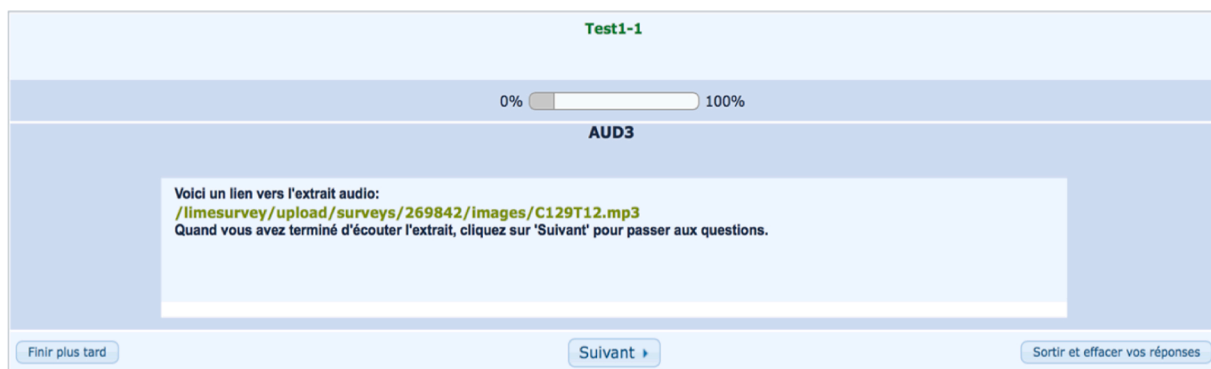 Test1-1
0% 100%
AUD3
Voici un lien vers l'extrait audio:
/limesurvey/upload/surveys/269842/images/C129T12.mp3
Quand vous avez terminé d'écouter l'extrait, cliquez sur 'Suivant' pour passer aux questions.
Finir plus tard Suivant Sortir et effacer vos réponses